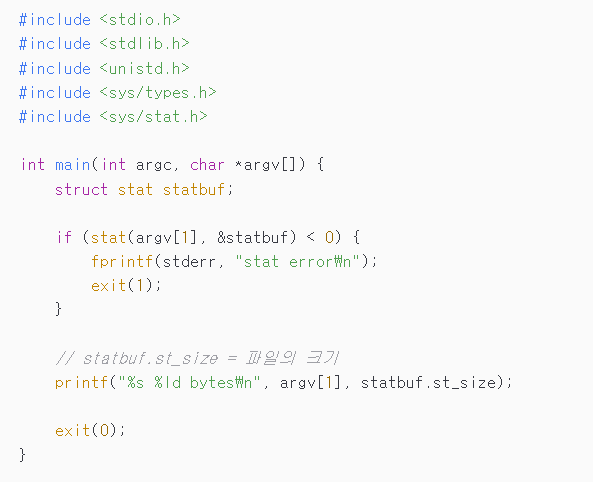 #include <stdio.h>
#include <stdlib.h>
#include <unistd.h>
#include <sys/types.h>
#include <sys/stat.h>
int main(int argc, char *argv[]) {
struct stat statbuf;
if (stat(argv[1], &statbuf) < 0) {
fprintf(stderr, "stat error₩n");
exit(1);
}
// statbuf.st_size = 파일의 크기
printf("%s %ld bytes₩n", argv[1], statbuf.st_size);
exit(0);
}